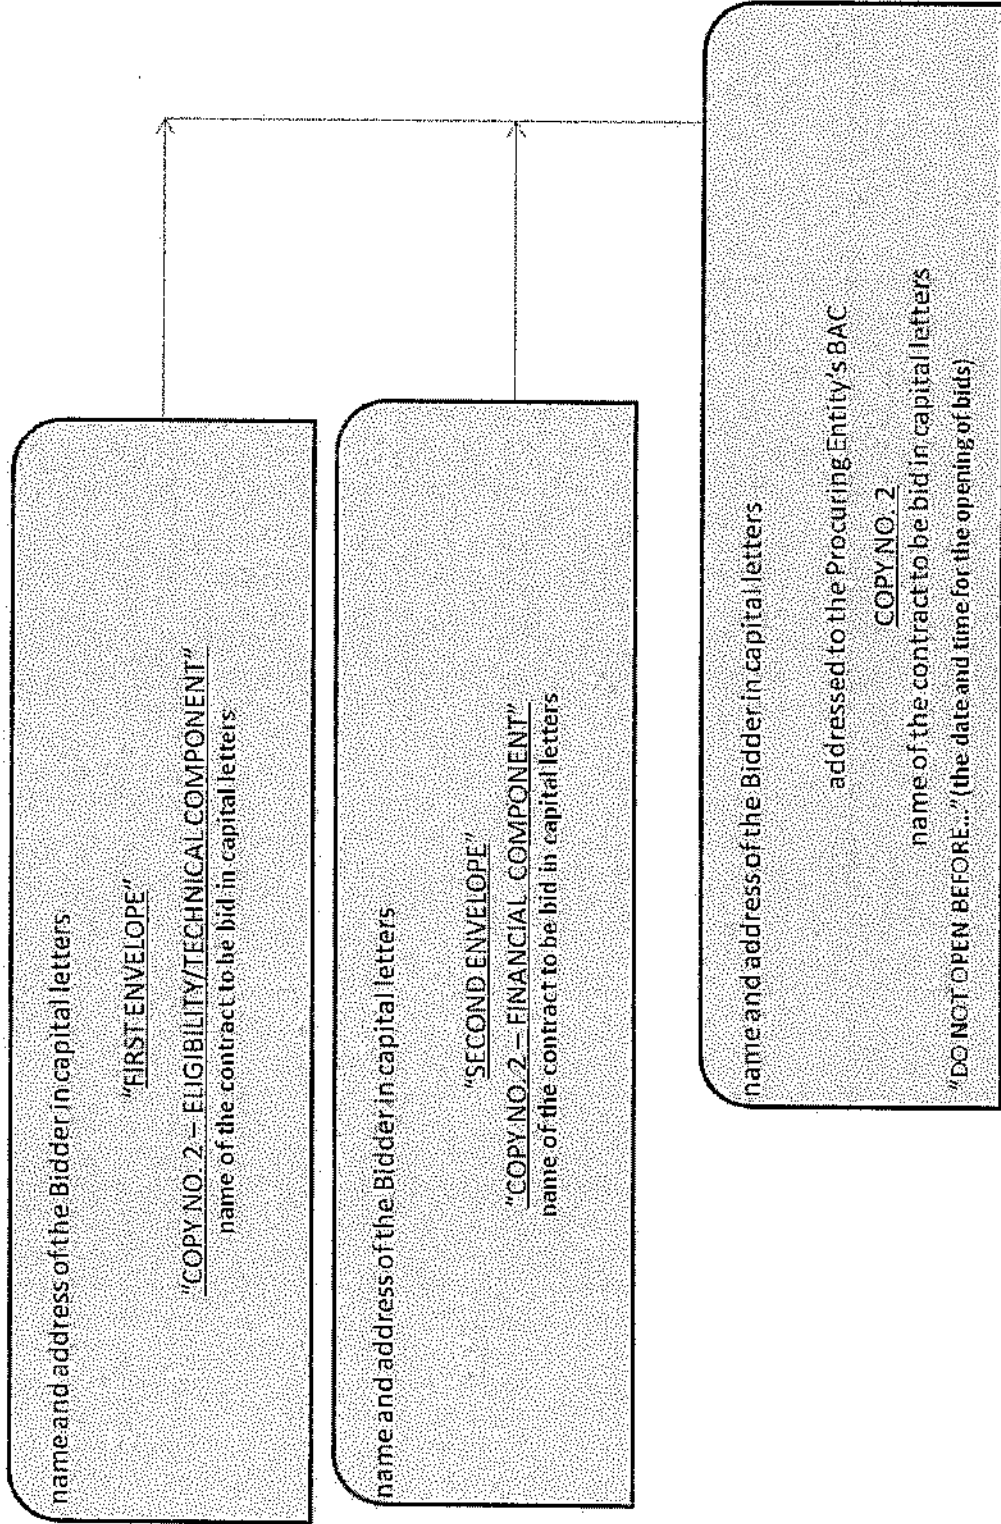 name and address of the Bidder in capital letters
"FIRST ENVELOPE"
"COPY NO. 2 – ELIGIBILITY/TECHNICAL COMPONENT"
name of the contract to be bid in capital letters
name and address of the Bidder in capital letters
"SECOND ENVELOPE"
"COPY NO. 2 – FINANCIAL COMPONENT"
name of the contract to be bid in capital letters
name and address of the Bidder in capital letters
addressed to the Procuring Entity's BAC
COPY NO. 2
name of the contract to be bid in capital letters
"DO NOT OPEN BEFORE..." (the date and time for the opening of bids)